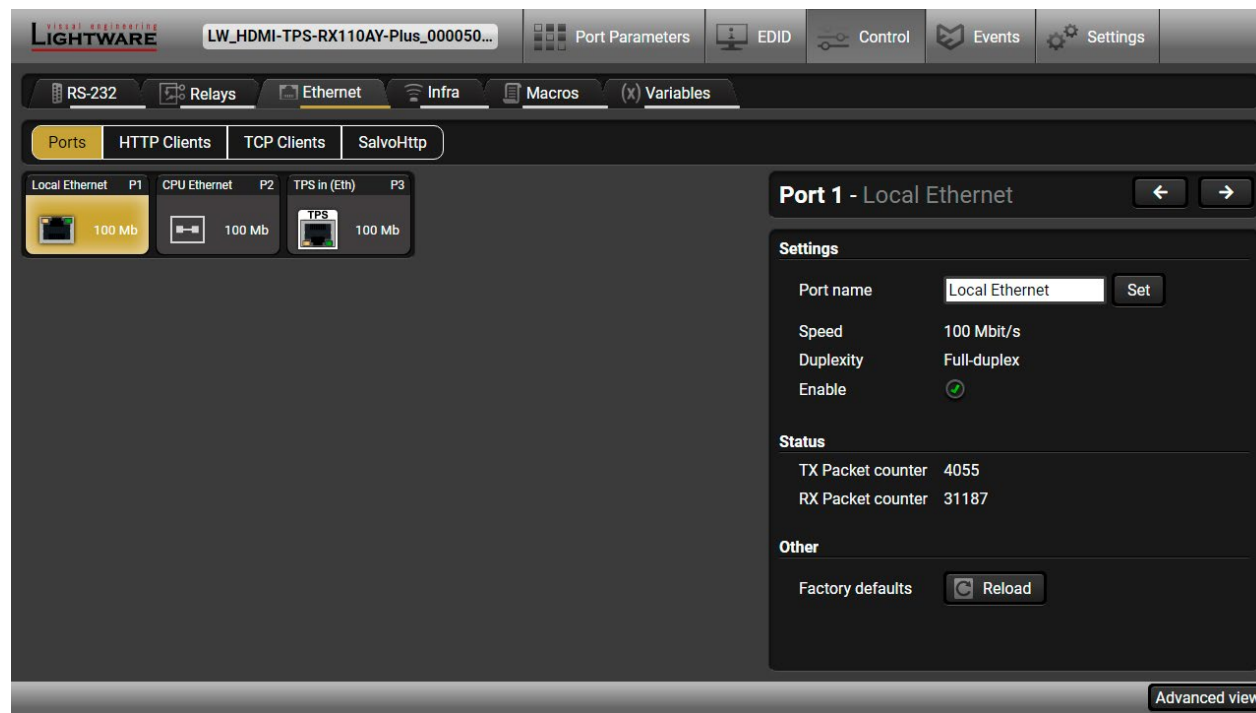 visual engineering
LIGHTWARE
LW_HDMI-TPS-RX110AY-Plus_000050...
Port Parameters
EDID
Control
Events
Settings
RS-232
Relays
Ethernet
Infra
Macros
(x) Variables
Ports
HTTP Clients
TCP Clients
SalvoHttp
Local Ethernet P1
100 Mb
CPU Ethernet P2
100 Mb
TPS in (Eth) P3
TPS
100 Mb
Port 1 - Local Ethernet
Settings
Port name Local Ethernet Set
Speed 100 Mbit/s
Duplexity Full-duplex
Enable
Status
TX Packet counter 4055
RX Packet counter 31187
Other
Factory defaults Reload
Advanced view